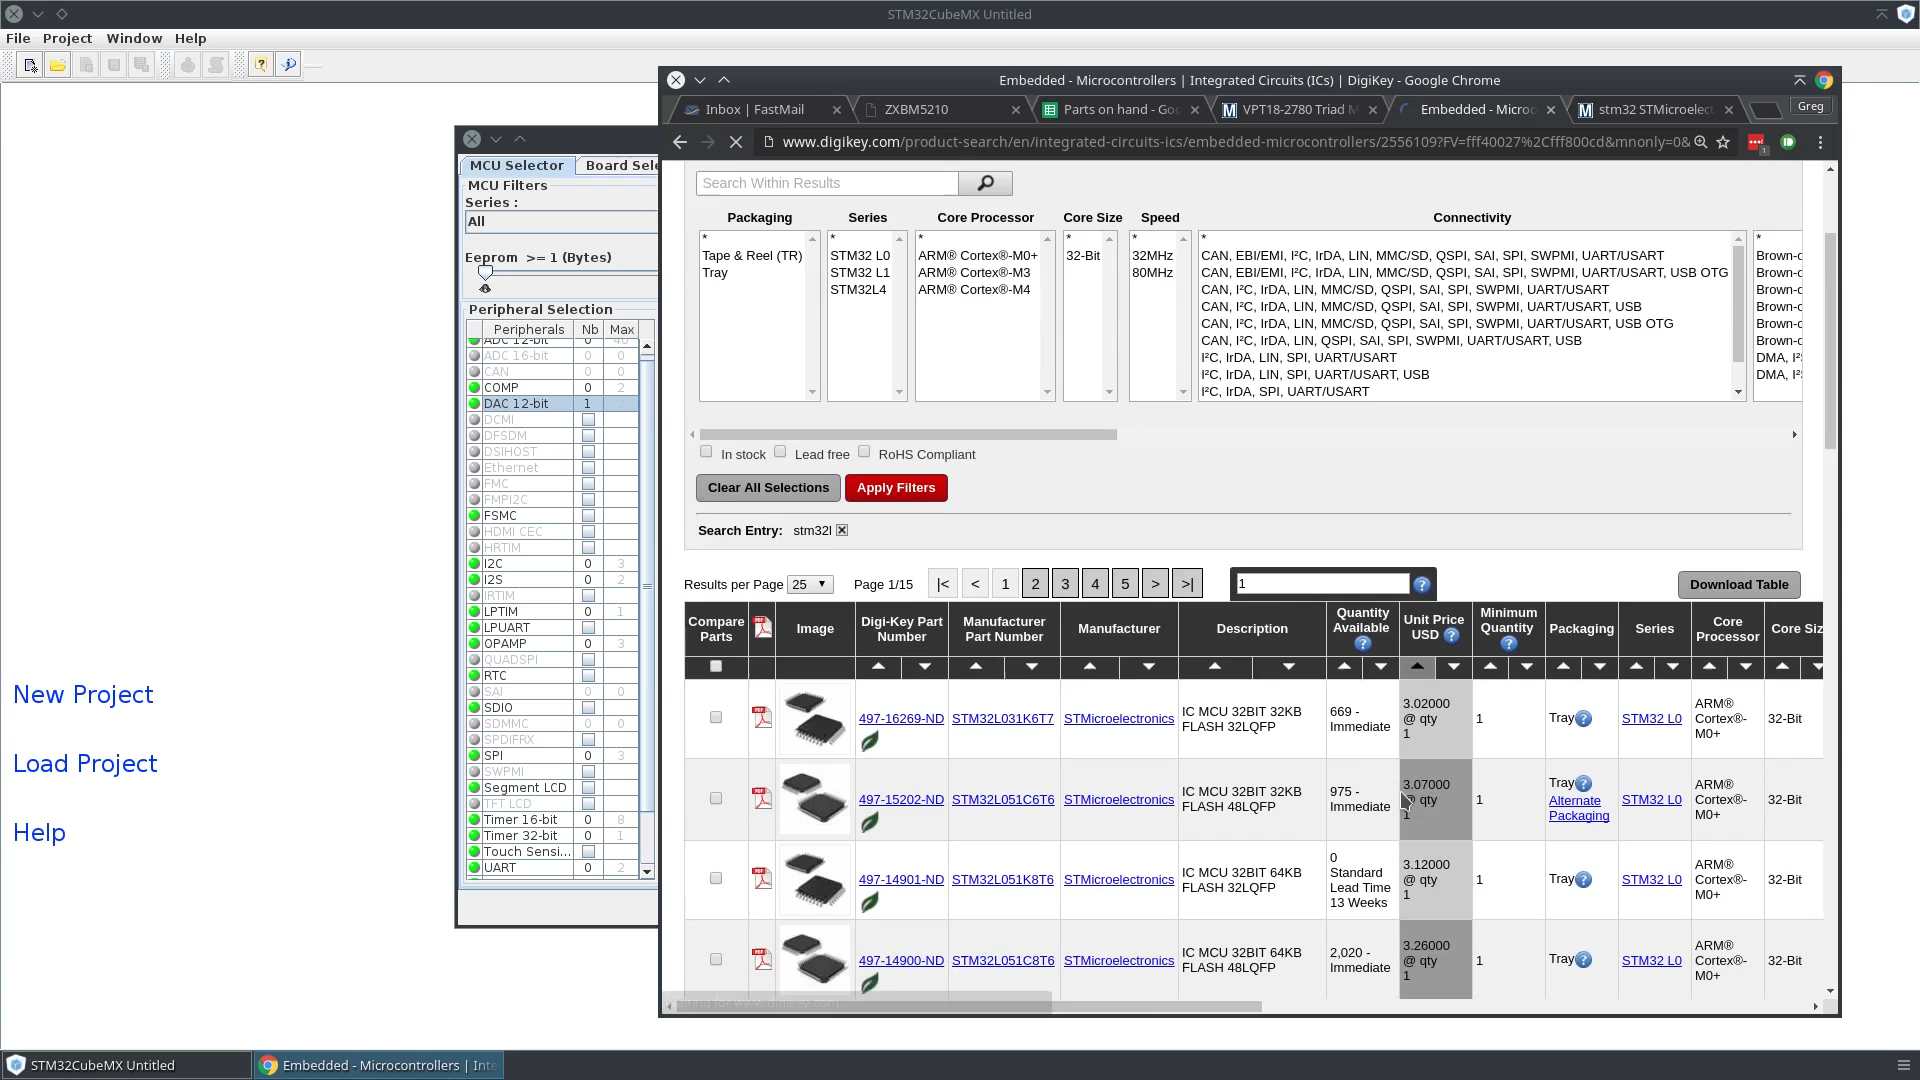 STM32CubeMX Untitled
File Project Window Help
Embedded - Microcontrollers | Integrated Circuits (ICs) | DigiKey - Google Chrome
Inbox | FastMail
ZXBM5210
Parts on hand - Goo
VPT18-2780 Triad M
Embedded - Microc
stm32 STMicroelect
Greg
www.digikey.com/product-search/en/integrated-circuits-ics/embedded-microcontrollers/2556109?FV=fff40027%2Cfff800cd&mnonly=0&
MCU Selector
Board Sele
MCU Filters
Series :
All
Eeprom >= 1 (Bytes)
Peripheral Selection
Peripherals Nb Max
ADC 12-bit 0 40
ADC 16-bit 0 0
CAN 0 0
COMP 0 2
DAC 12-bit 1
DCMI
DFSDM
DSIHOST
Ethernet
FMC
FMPI2C
FSMC
HDMI CEC
HRTIM
I2C 0 3
I2S 0 2
IRTIM
LPTIM 0 1
LPUART
OPAMP 0 3
QUADSPI
RTC
SAI 0 0
SDIO
SDMMC 0 0
SPDIFRX
SPI 0 3
SWPMI
Segment LCD
TFT LCD
Timer 16-bit 0 8
Timer 32-bit 0 1
Touch Sensi...
UART 0 2
New Project
Load Project
Help
Search Within Results
Packaging
*
Tape & Reel (TR)
Tray
Series
*
STM32 L0
STM32 L1
STM32L4
Core Processor
*
ARM® Cortex®-M0+
ARM® Cortex®-M3
ARM® Cortex®-M4
Core Size
*
32-Bit
Speed
*
32MHz
80MHz
Connectivity
*
CAN, EBI/EMI, I²C, IrDA, LIN, MMC/SD, QSPI, SAI, SPI, SWPMI, UART/USART
CAN, EBI/EMI, I²C, IrDA, LIN, MMC/SD, QSPI, SAI, SPI, SWPMI, UART/USART, USB OTG
CAN, I²C, IrDA, LIN, MMC/SD, QSPI, SAI, SPI, SWPMI, UART/USART
CAN, I²C, IrDA, LIN, MMC/SD, QSPI, SAI, SPI, SWPMI, UART/USART, USB
CAN, I²C, IrDA, LIN, MMC/SD, QSPI, SAI, SPI, SWPMI, UART/USART, USB OTG
CAN, I²C, IrDA, LIN, QSPI, SAI, SPI, SWPMI, UART/USART, USB
I²C, IrDA, LIN, SPI, UART/USART
I²C, IrDA, LIN, SPI, UART/USART, USB
I²C, IrDA, SPI, UART/USART
*
Brown-o
Brown-o
Brown-o
Brown-o
Brown-o
Brown-o
DMA, I²S
DMA, I²S
In stock Lead free RoHS Compliant
Clear All Selections
Apply Filters
Search Entry: stm32l
Results per Page 25 Page 1/15 |< < 1 2 3 4 5 > >| 1
Download Table
Compare Parts
Image
Digi-Key Part Number
Manufacturer Part Number
Manufacturer
Description
Quantity Available
Unit Price USD
Minimum Quantity
Packaging
Series
Core Processor
Core Siz
497-16269-ND
STM32L031K6T7
STMicroelectronics
IC MCU 32BIT 32KB
FLASH 32LQFP
669 -
Immediate
3.02000
@ qty
1
1
Tray
STM32 L0
ARM®
Cortex®-
M0+
32-Bit
497-15202-ND
STM32L051C6T6
STMicroelectronics
IC MCU 32BIT 32KB
FLASH 48LQFP
975 -
Immediate
3.07000
@ qty
1
1
Tray
Alternate
Packaging
STM32 L0
ARM®
Cortex®-
M0+
32-Bit
497-14901-ND
STM32L051K8T6
STMicroelectronics
IC MCU 32BIT 64KB
FLASH 32LQFP
0
Standard
Lead Time
13 Weeks
3.12000
@ qty
1
1
Tray
STM32 L0
ARM®
Cortex®-
M0+
32-Bit
497-14900-ND
STM32L051C8T6
STMicroelectronics
IC MCU 32BIT 64KB
FLASH 48LQFP
2,020 -
Immediate
3.26000
@ qty
1
1
Tray
STM32 L0
ARM®
Cortex®-
M0+
32-Bit
STM32CubeMX Untitled
Embedded - Microcontrollers | Inte